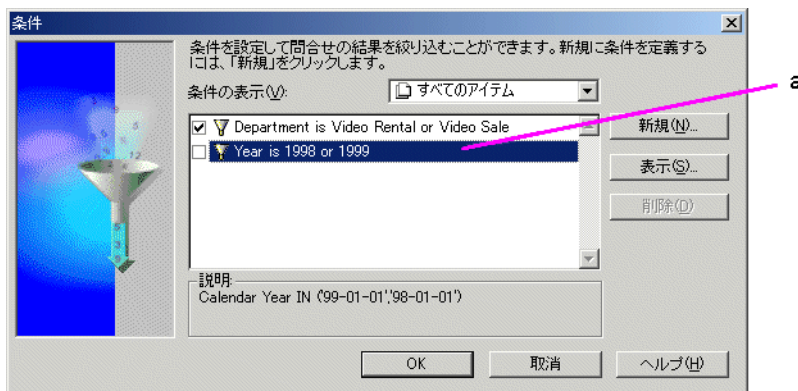 条件
条件を設定して問合せの結果を絞り込むことができます。新規に条件を定義する
には、「新規」をクリックします。
条件の表示(V):
すべてのアイテム
a
Department is Video Rental or Video Sale
Year is 1998 or 1999
新規(N)...
表示(S)...
削除(D)
説明:
Calendar Year IN ('99-01-01','98-01-01')
OK
取消
ヘルプ(H)